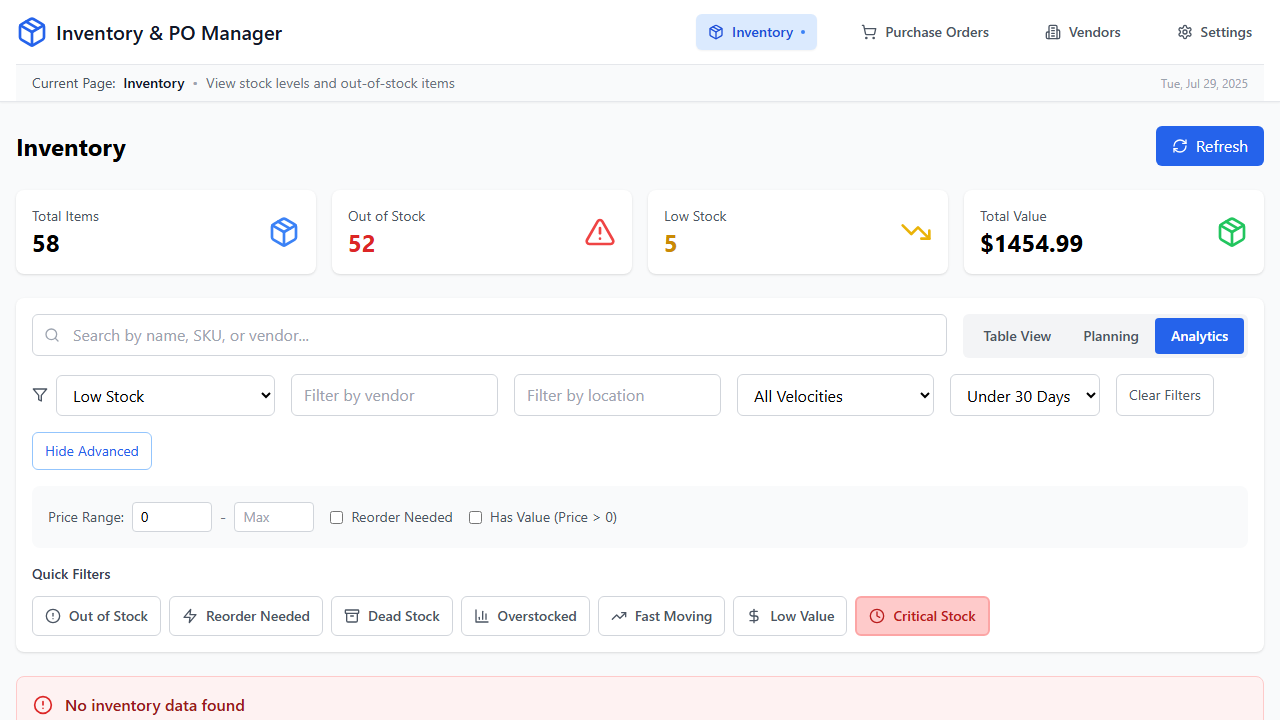 Inventory & PO Manager
Inventory •
Purchase Orders
Vendors
Settings
Current Page: Inventory • View stock levels and out-of-stock items
Tue, Jul 29, 2025
Inventory
Refresh
Total Items
58
Out of Stock
52
Low Stock
5
Total Value
$1454.99
Search by name, SKU, or vendor...
Table View
Planning
Analytics
Low Stock
Filter by vendor
Filter by location
All Velocities
Under 30 Days
Clear Filters
Hide Advanced
Price Range: 0 - Max
Reorder Needed
Has Value (Price > 0)
Quick Filters
Out of Stock
Reorder Needed
Dead Stock
Overstocked
Fast Moving
Low Value
Critical Stock
No inventory data found